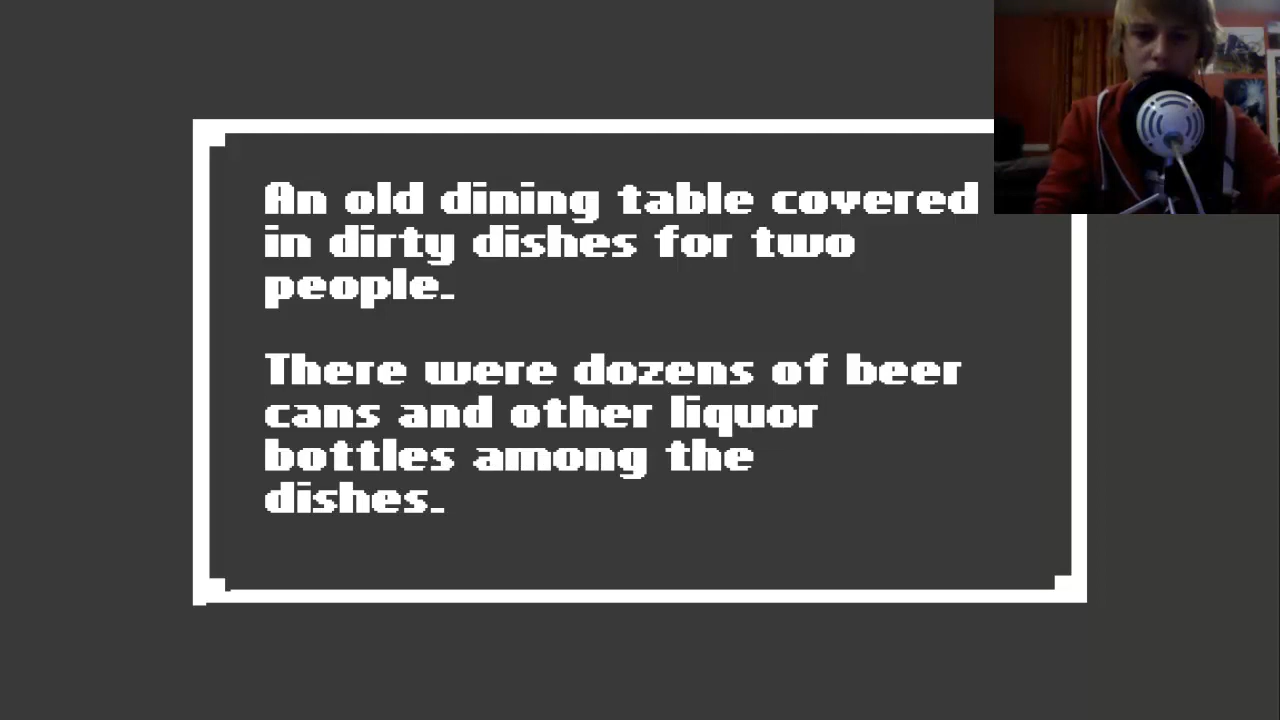 An old dining table covered
in dirty dishes for two
people.
There were dozens of beer
cans and other liquor
bottles among the
dishes.